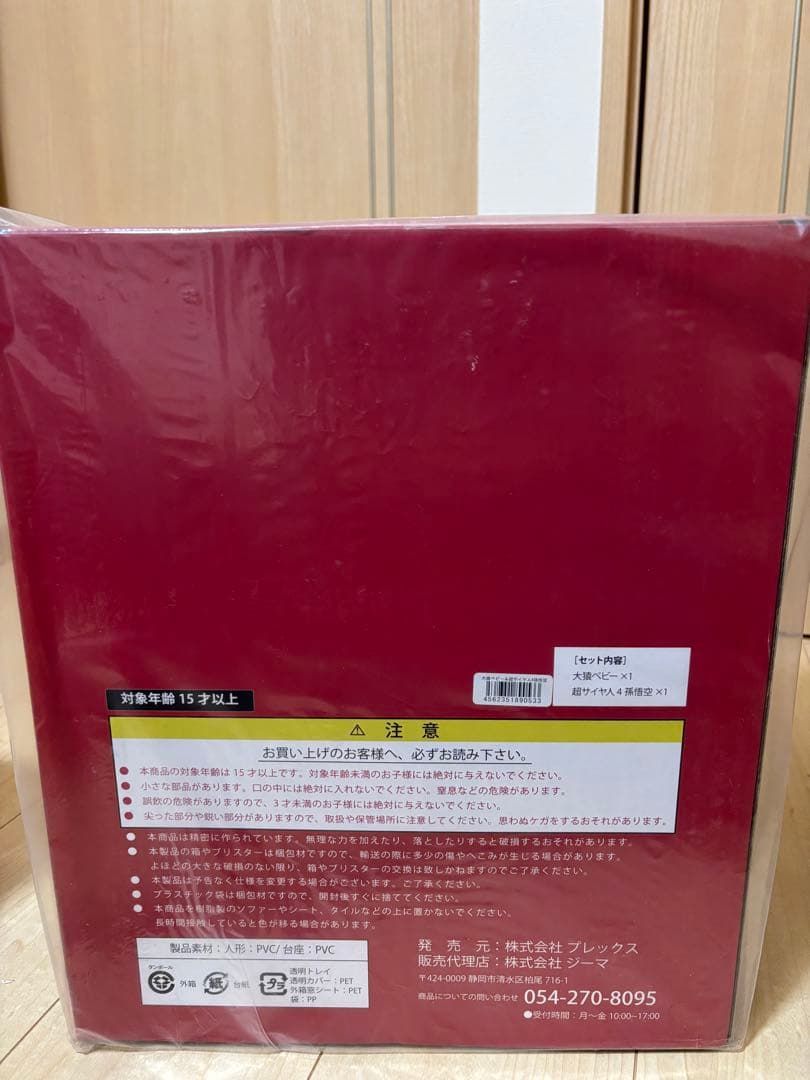 [セット内容]
大猿ベビー ×1
超サイヤ人4孫悟空 ×1
大猿ベビー&超サイヤ人4孫悟空
4562351890533
対象年齢15才以上
⚠ 注 意
お買い上げのお客様へ、必ずお読み下さい。
● 本商品の対象年齢は15才以上です。対象年齢未満のお子様には絶対に与えないでください。
● 小さな部品があります。口の中には絶対に入れないでください。窒息などの危険があります。
● 誤飲の危険がありますので、3才未満のお子様には絶対に与えないでください。
● 尖った部分や鋭い部分がありますので、取扱や保管場所に注意してください。思わぬケガをするおそれがあります。
● 本商品は精密に作られています。無理な力を加えたり、落としたりすると破損するおそれがあります。
● 本製品の箱やブリスターは梱包材ですので、輸送の際に多少の傷やへこみが生じる場合があります。
よほどの大きな破損のない限り、箱やブリスターの交換は致しかねますのでご了承ください。
● 本製品は予告なく仕様を変更する場合がございます。ご了承ください。
● プラスチック袋は梱包材ですので、開封後すぐに捨ててください。
● 本商品を樹脂製のソファーやシート、タイルなどの上に置かないでください。
長時間接触していると色が移る場合があります。
製品素材:人形:PVC/ 台座:PVC
ダンボール
外箱
紙
台紙
プラ
透明トレイ
透明カバー:PET
外箱窓シート:PET
袋:PP
発 売 元:株式会社 プレックス
販売代理店:株式会社 ジーマ
〒424-0009 静岡市清水区柏尾 716-1
商品についての問い合わせ 054-270-8095
●受付時間:月〜金 10:00~17:00